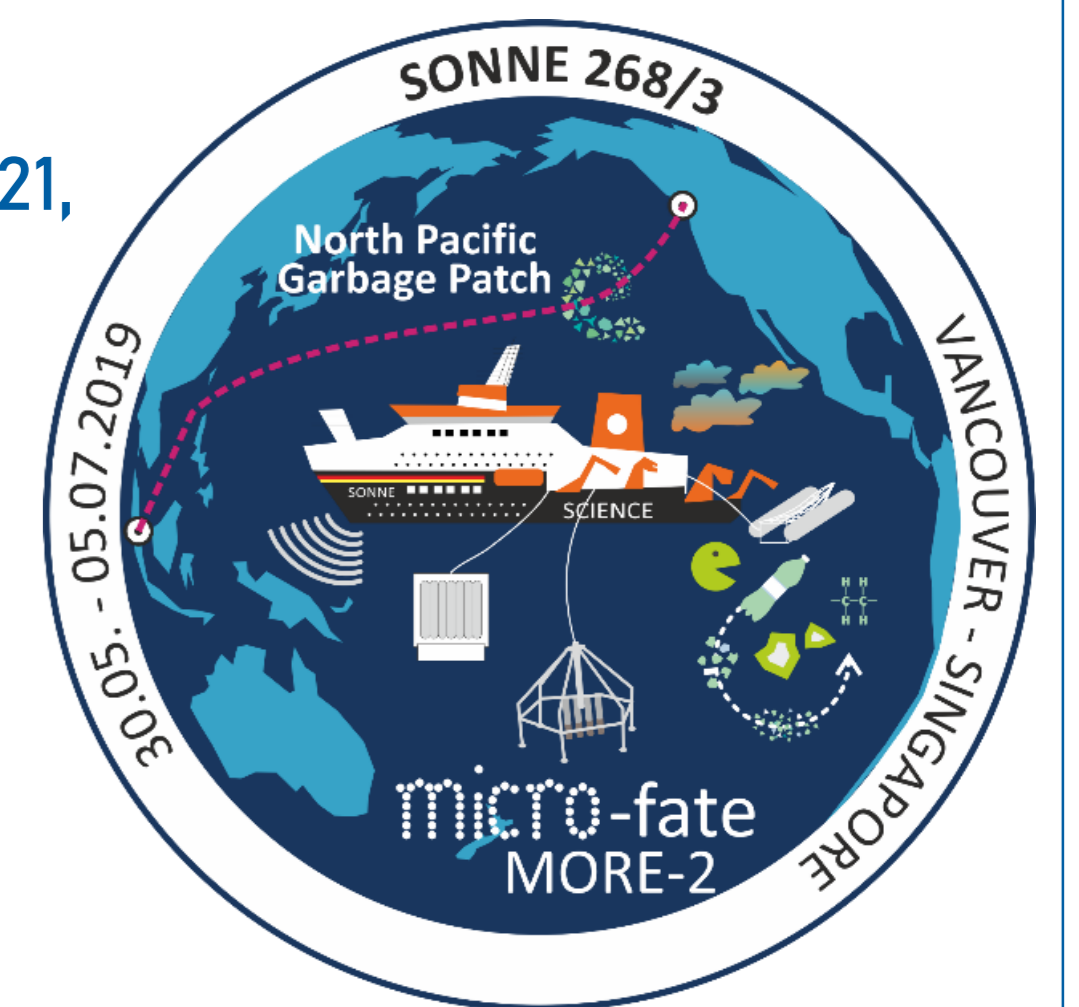 21,
SONNE 268/3
30.05. - 05.07.2019
VANCOUVER - SINGAPORE
North Pacific
Garbage Patch
SONNE
SCIENCE
H H
-C-C-
H H
micro-fate
MORE-2